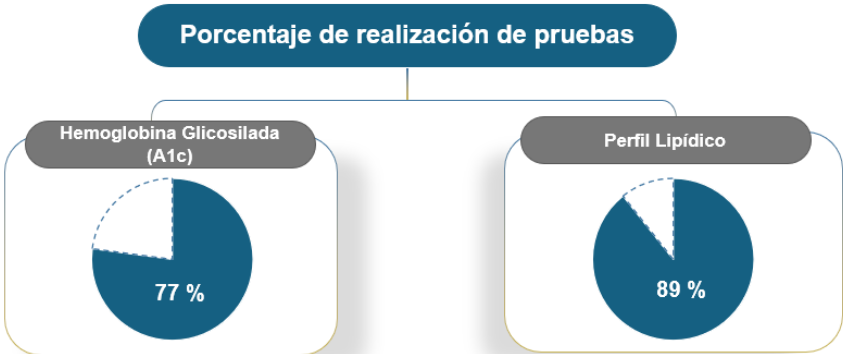 Porcentaje de realización de pruebas
Hemoglobina Glicosilada
(A1c)
Perfil Lipídico
77 %
89 %